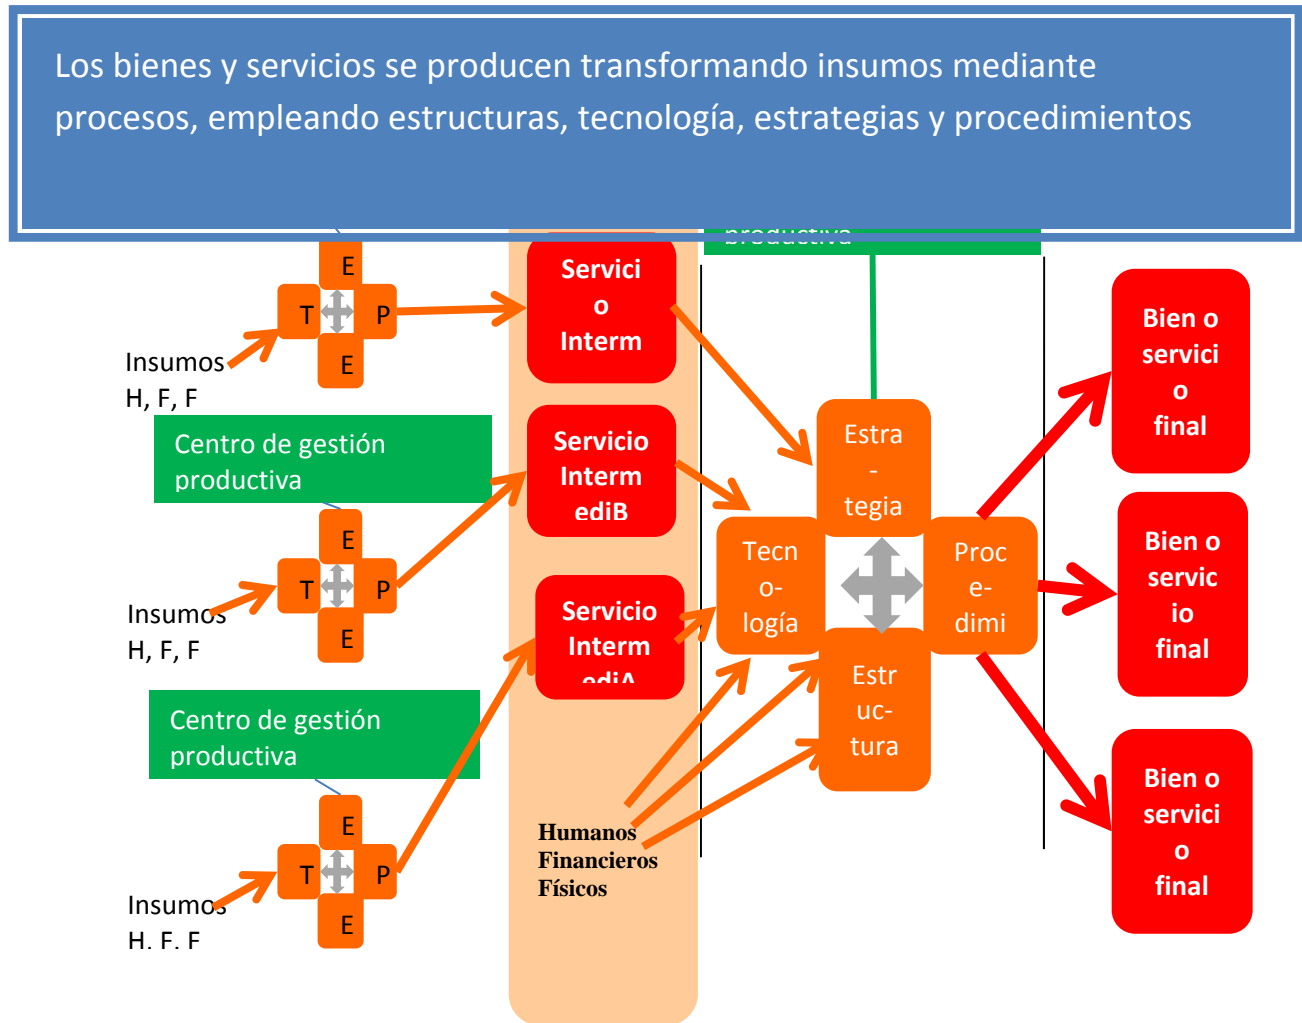 Los bienes y servicios se producen transformando insumos mediante
procesos, empleando estructuras, tecnología, estrategias y procedimientos
productiva
E
T
P
E
Insumos
H, F, F
Servici
o
Interm
Centro de gestión
productiva
E
T
P
E
Insumos
H, F, F
Servicio
Interm
ediB
Servicio
Interm
ediA
Centro de gestión
productiva
E
T
P
E
Insumos
H, F, F
Humanos
Financieros
Físicos
Estra
-
tegia
Tecn
o-
logía
Proc
e-
dimi
Estr
uc-
tura
Bien o
servici
o
final
Bien o
servic
io
final
Bien o
servici
o
final